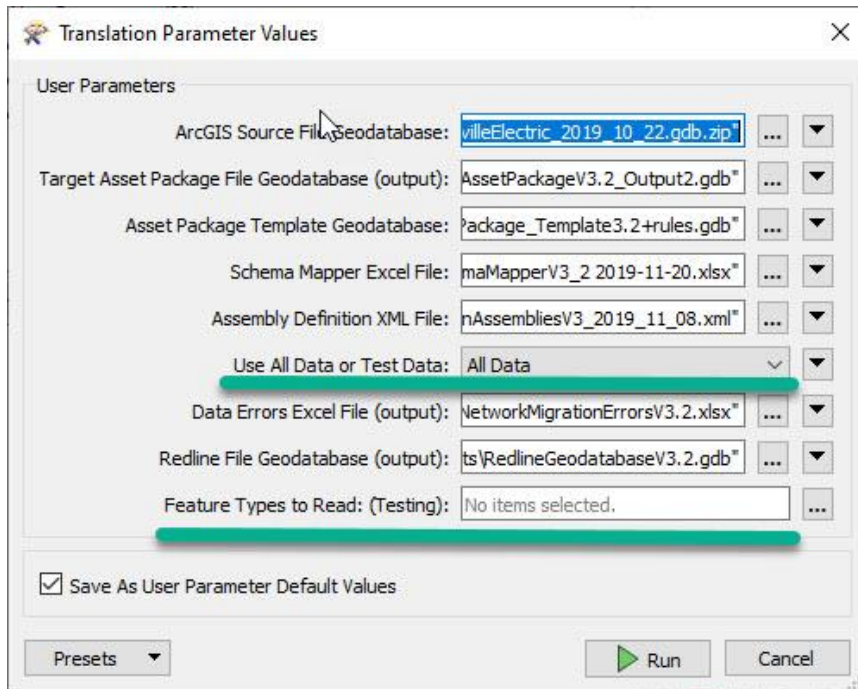 Translation Parameter Values
User Parameters
ArcGIS Source File Geodatabase: villeElectric_2019_10_22.gdb.zip" ...
Target Asset Package File Geodatabase (output): AssetPackageV3.2_Output2.gdb" ...
Asset Package Template Geodatabase: Package_Template3.2+rules.gdb" ...
Schema Mapper Excel File: maMapperV3_2 2019-11-20.xlsx" ...
Assembly Definition XML File: nAssembliesV3_2019_11_08.xml" ...
Use All Data or Test Data: All Data
Data Errors Excel File (output): NetworkMigrationErrorsV3.2.xlsx" ...
Redline File Geodatabase (output): ts\RedlineGeodatabaseV3.2.gdb" ...
Feature Types to Read: (Testing): No items selected. ...
Save As User Parameter Default Values
Presets Run Cancel